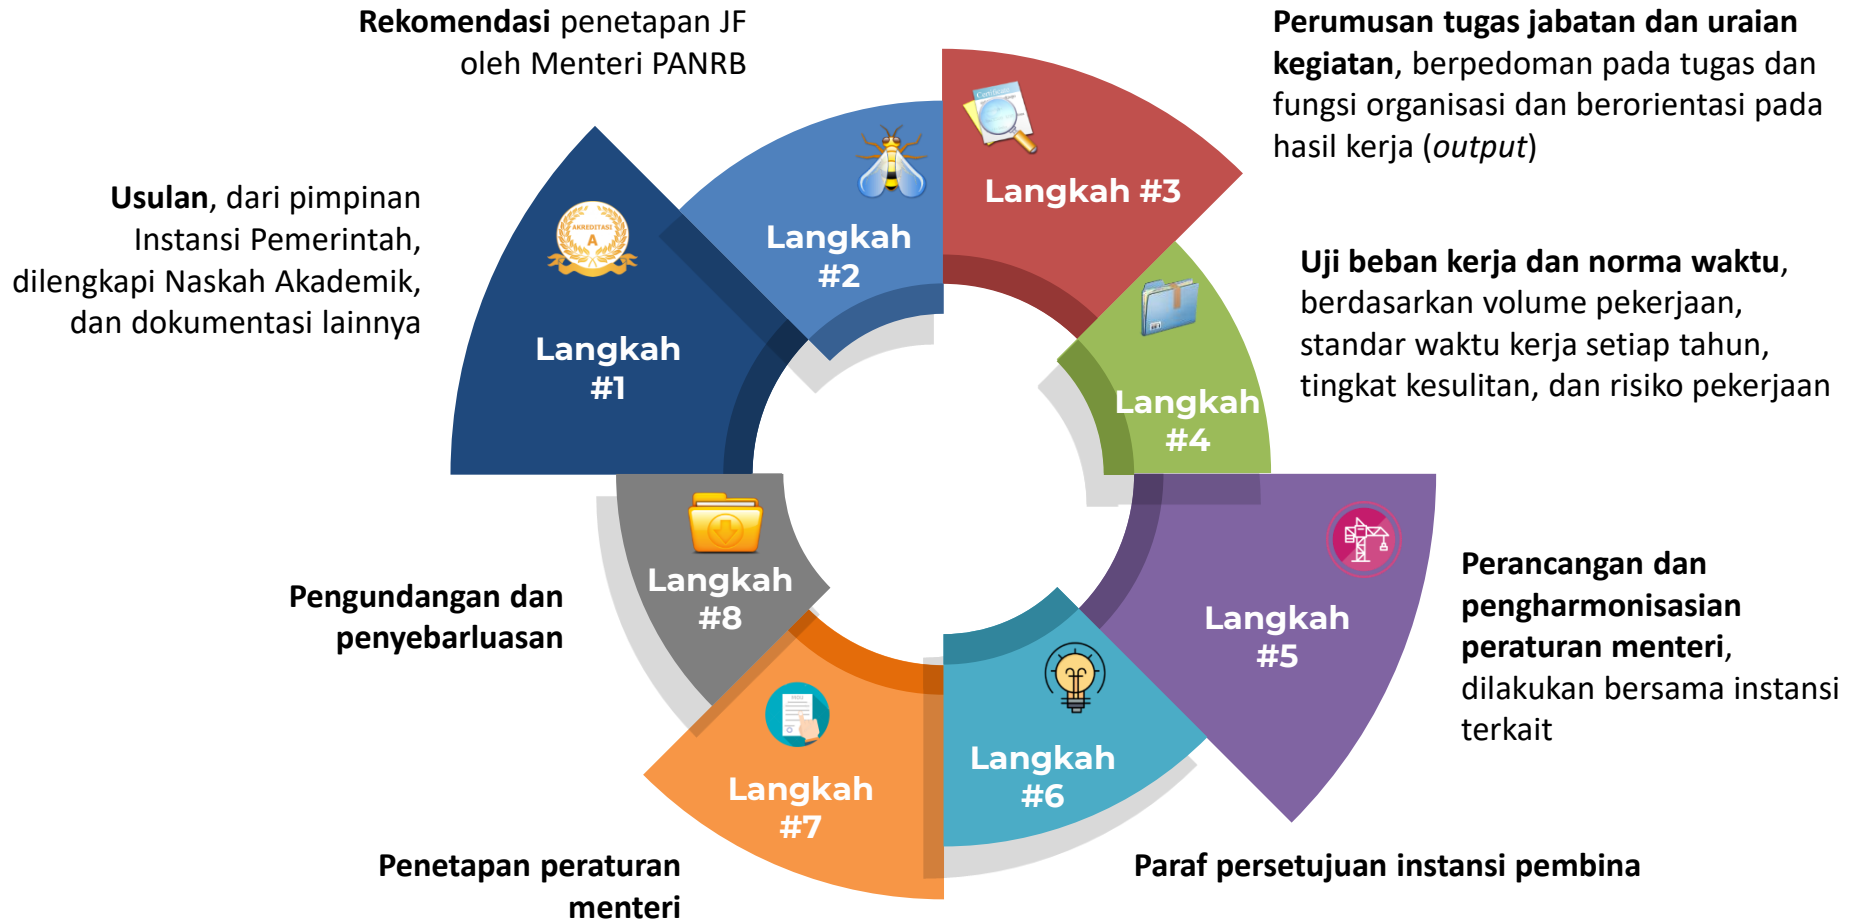 Usulan, dari pimpinan
Instansi Pemerintah,
dilengkapi Naskah Akademik,
dan dokumentasi lainnya
AKREDITASI
A
Langkah
#1
Rekomendasi penetapan JF
oleh Menteri PANRB
Langkah
#2
Perumusan tugas jabatan dan uraian
kegiatan, berpedoman pada tugas dan
fungsi organisasi dan berorientasi pada
hasil kerja (output)
Langkah #3
Uji beban kerja dan norma waktu,
berdasarkan volume pekerjaan,
standar waktu kerja setiap tahun,
tingkat kesulitan, dan risiko pekerjaan
Langkah
#4
Perancangan dan
pengharmonisasian
peraturan menteri,
dilakukan bersama instansi
terkait
Langkah
#5
Paraf persetujuan instansi pembina
Langkah
#6
Penetapan peraturan
menteri
Langkah
#7
Pengundangan dan
penyebarluasan
Langkah
#8